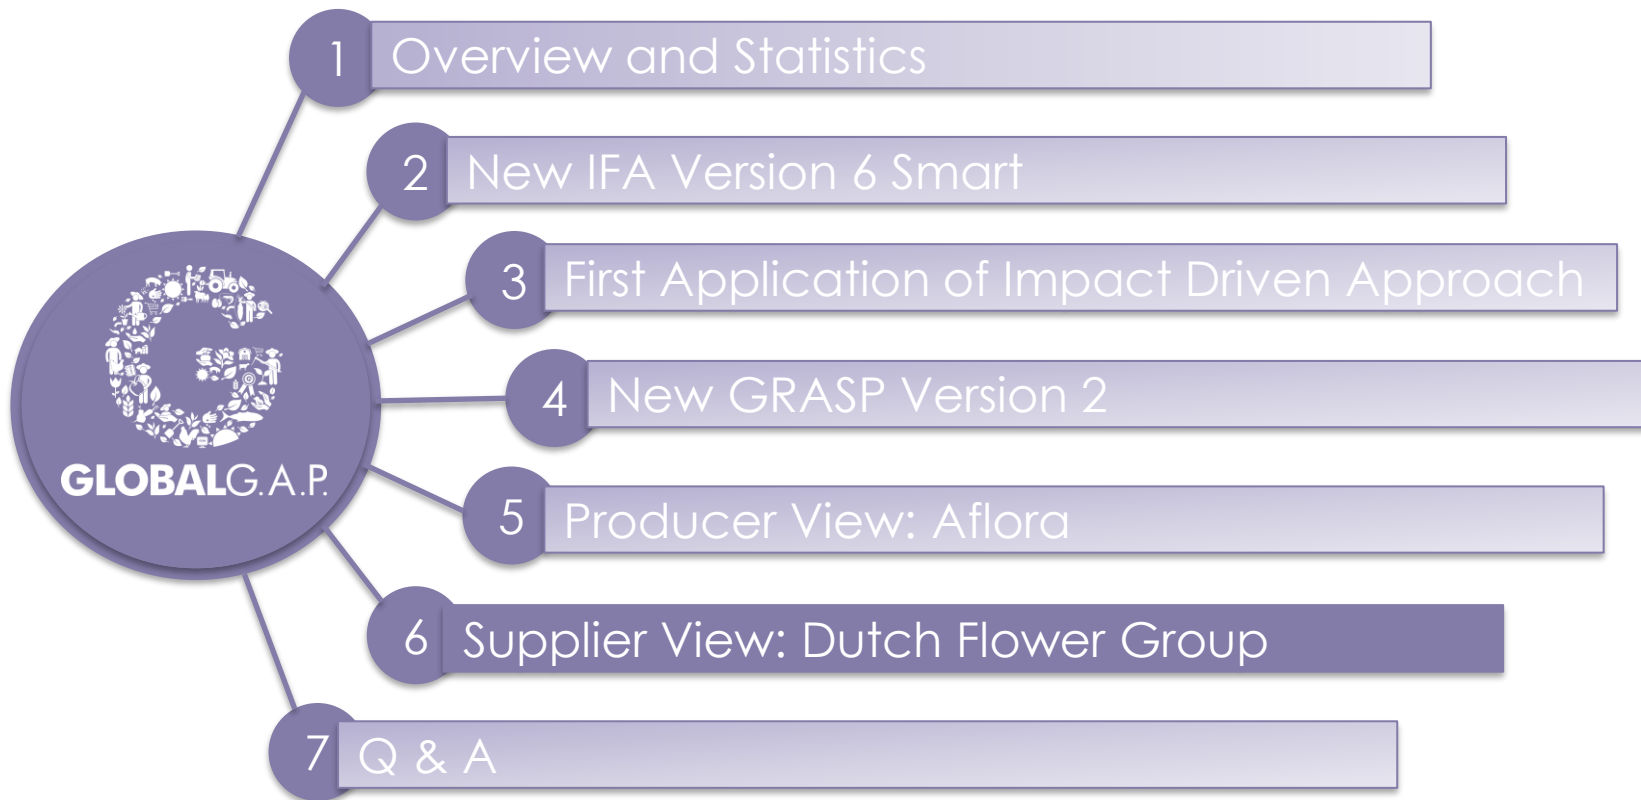 1 Overview and Statistics
2 New IFA Version 6 Smart
3 First Application of Impact Driven Approach
4 New GRASP Version 2
GLOBALG.A.P.
5 Producer View: Aflora
6 Supplier View: Dutch Flower Group
7 Q & A